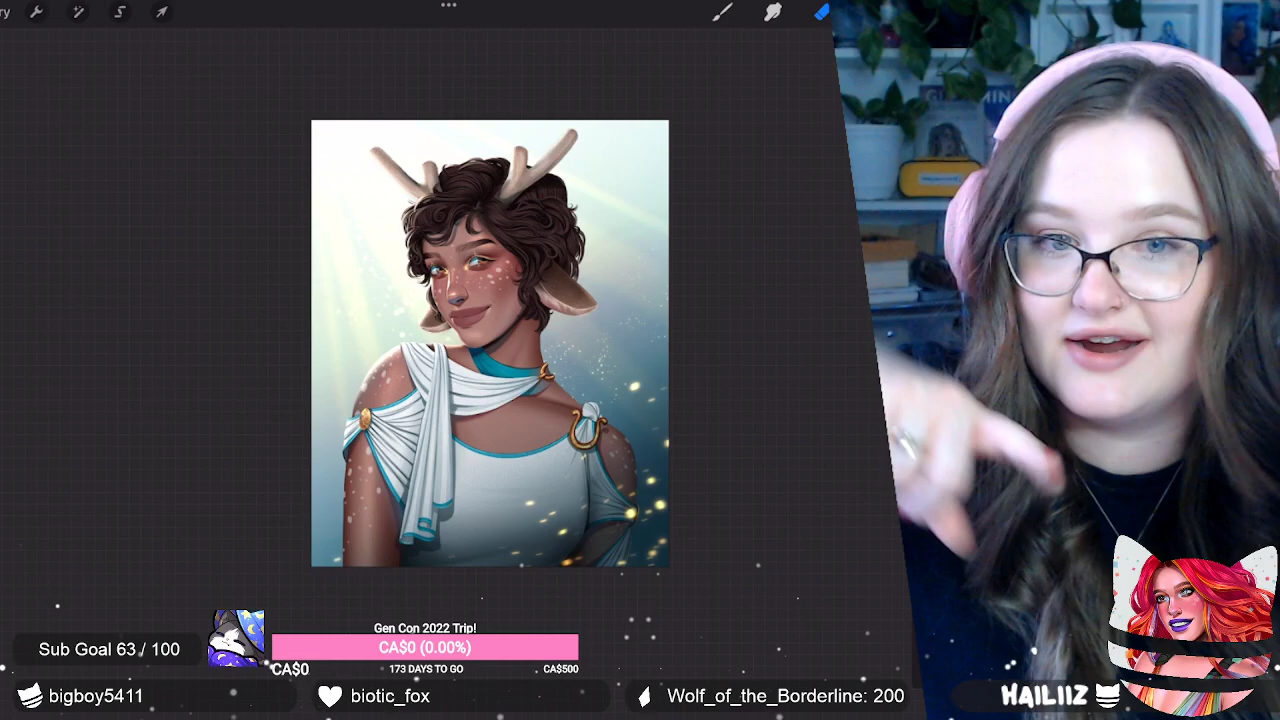 ry
Gen Con 2022 Trip!
Sub Goal 63 / 100
CA$0 (0.00%)
CA$0
173 DAYS TO GO
CA$500
bigboy5411
biotic_fox
Wolf_of_the_Borderline: 200
HAILIIZ